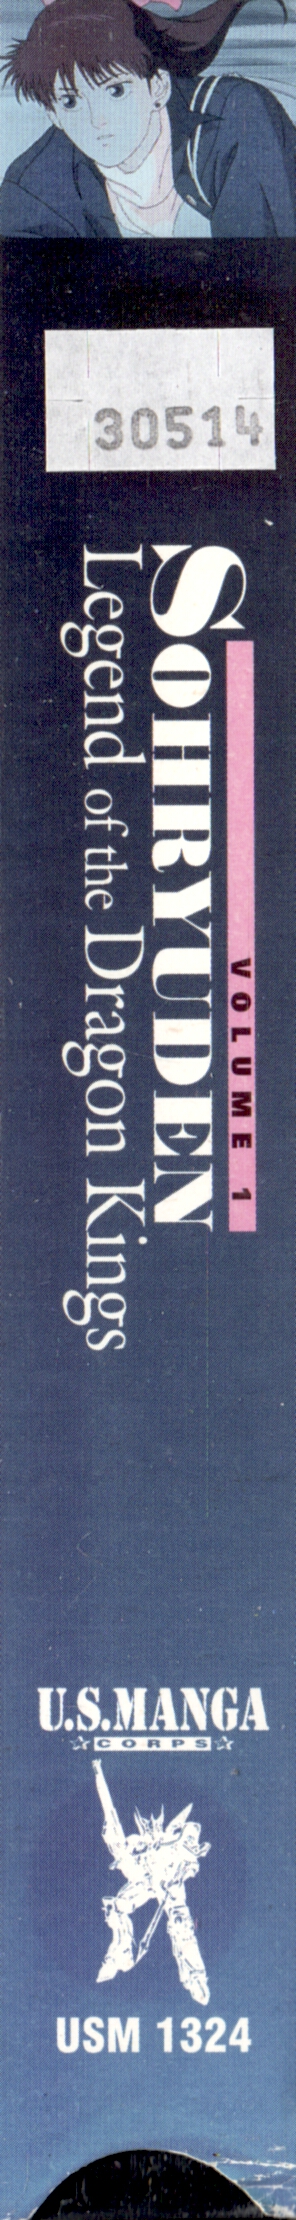 30514
VOLUME 1
SOHRYUDEN
Legend of the Dragon Kings
U.S.MANGA
CORPS
USM 1324